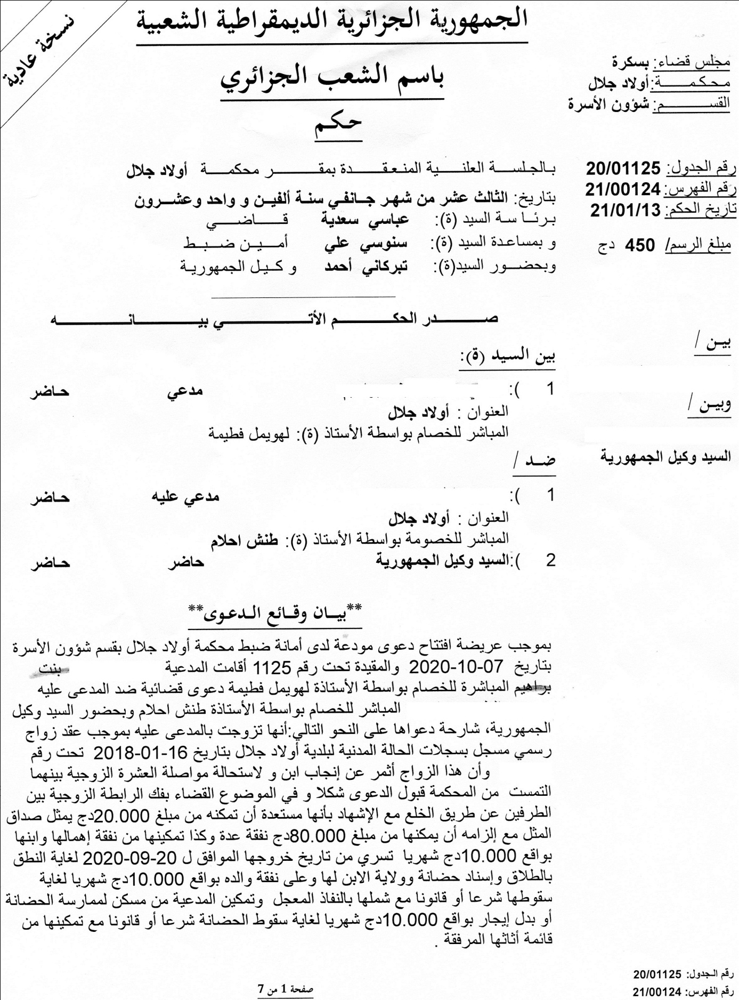 نسخة عادية
الجمهورية الجزائرية الديمقراطية الشعبية
باسم الشعب الجزائري
حكم
مجلس قضاء: بسكرة
محكمة: أولاد جلال
القسم: شؤون الأسرة
رقم الجدول: 20/01125
رقم الفهرس: 21/00124
تاريخ الحكم: 21/01/13
مبلغ الرسم/ 450 دج
بالجلسة العلنية المنعقدة بمقر محكمة أولاد جلال
بتاريخ: الثالث عشر من شهر جانفي سنة ألفين و واحد وعشرون
برئاسة السيد (ة): عباسي سعدية قاضي
و بمساعدة السيد (ة): سنوسي علي أمين ضبط
وبحضور السيد(ة): تبركاني أحمد وكيل الجمهورية
صدر الحكم الأتي بيانه
بين /
وبين /
السيد وكيل الجمهورية
بين السيد (ة):
1 ): مدعي حاضر
العنوان : أولاد جلال
المباشر للخصام بواسطة الأستاذ (ة): لهويمل فطيمة
ضد /
1 ): مدعي عليه حاضر
العنوان : أولاد جلال
المباشر للخصومة بواسطة الأستاذ (ة): طنش احلام
2 ):السيد وكيل الجمهورية حاضر حاضر
**بيان وقائع الدعوى**
بموجب عريضة افتتاح دعوى مودعة لدى أمانة ضبط محكمة أولاد جلال بقسم شؤون الأسرة
بتاريخ 07-10-2020 والمقيدة تحت رقم 1125 أقامت المدعية بنت
براهيم المباشرة للخصام بواسطة الأستاذة لهويمل فطيمة دعوى قضائية ضد المدعى عليه
المباشر للخصام بواسطة الأستاذة طنش احلام وبحضور السيد وكيل
الجمهورية، شارحة دعواها على النحو التالي:أنها تزوجت بالمدعى عليه بموجب عقد زواج
رسمي مسجل بسجلات الحالة المدنية لبلدية أولاد جلال بتاريخ 16-01-2018 تحت رقم
وأن هذا الزواج أثمر عن إنجاب ابن و لاستحالة مواصلة العشرة الزوجية بينهما
التمست من المحكمة قبول الدعوى شكلا و في الموضوع القضاء بفك الرابطة الزوجية بين
الطرفين عن طريق الخلع مع الإشهاد بأنها مستعدة أن تمكنه من مبلغ 20.000دج يمثل صداق
المثل مع إلزامه أن يمكنها من مبلغ 80.000دج نفقة عدة وكذا تمكينها من نفقة إهمالها وابنها
بواقع 10.000دج شهريا تسري من تاريخ خروجها الموافق ل 20-09-2020 لغاية النطق
بالطلاق وإسناد حضانة وولاية الابن لها وعلى نفقة والده بواقع 10.000دج شهريا لغاية
سقوطها شرعا أو قانونا مع شملها بالنفاذ المعجل وتمكين المدعية من مسكن لممارسة الحضانة
أو بدل إيجار بواقع 10.000دج شهريا لغاية سقوط الحضانة شرعا أو قانونا مع تمكينها من
قائمة أثاثها المرفقة .
رقم الجدول: 20/01125
رقم الفهرس: 21/00124
صفحة 1 من 7